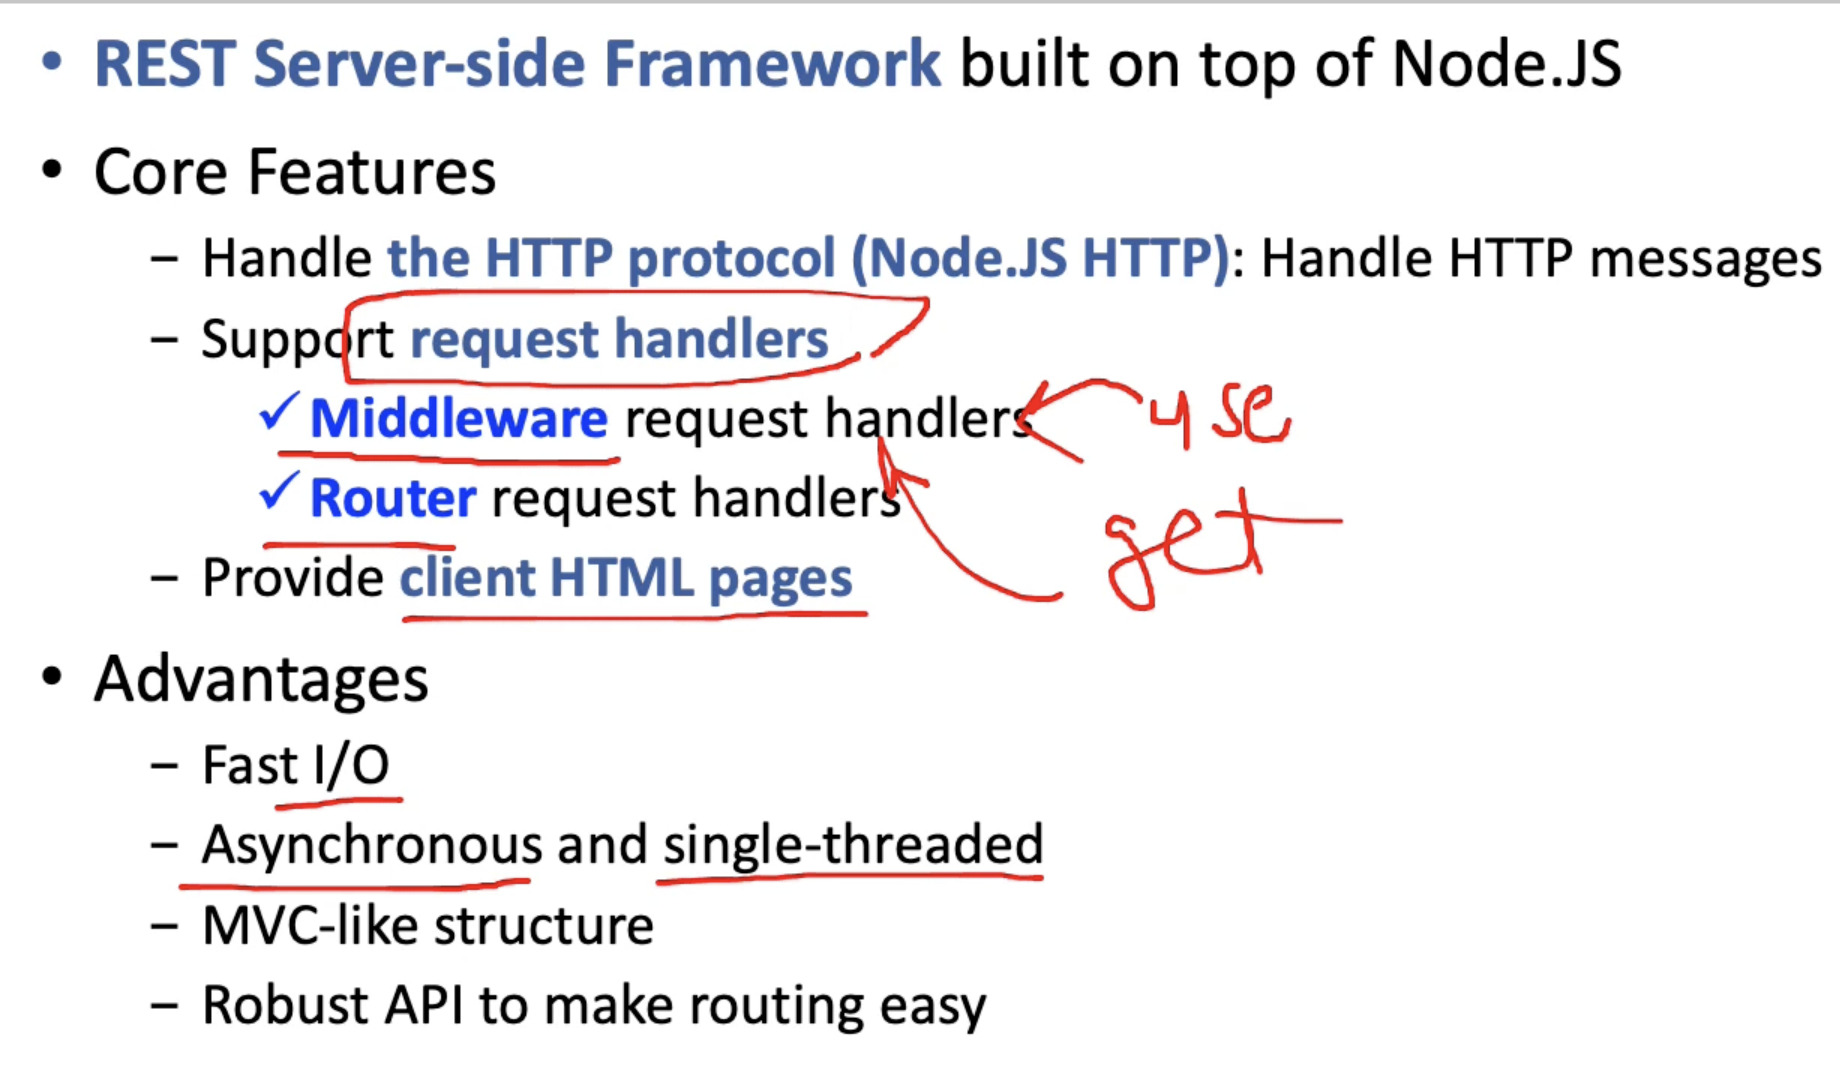 • REST Server-side Framework built on top of Node.JS
• Core Features
– Handle the HTTP protocol (Node.JS HTTP): Handle HTTP messages
– Support request handlers
✓ Middleware request handlers use
✓ Router request handlers get
– Provide client HTML pages
• Advantages
– Fast I/O
– Asynchronous and single-threaded
– MVC-like structure
– Robust API to make routing easy